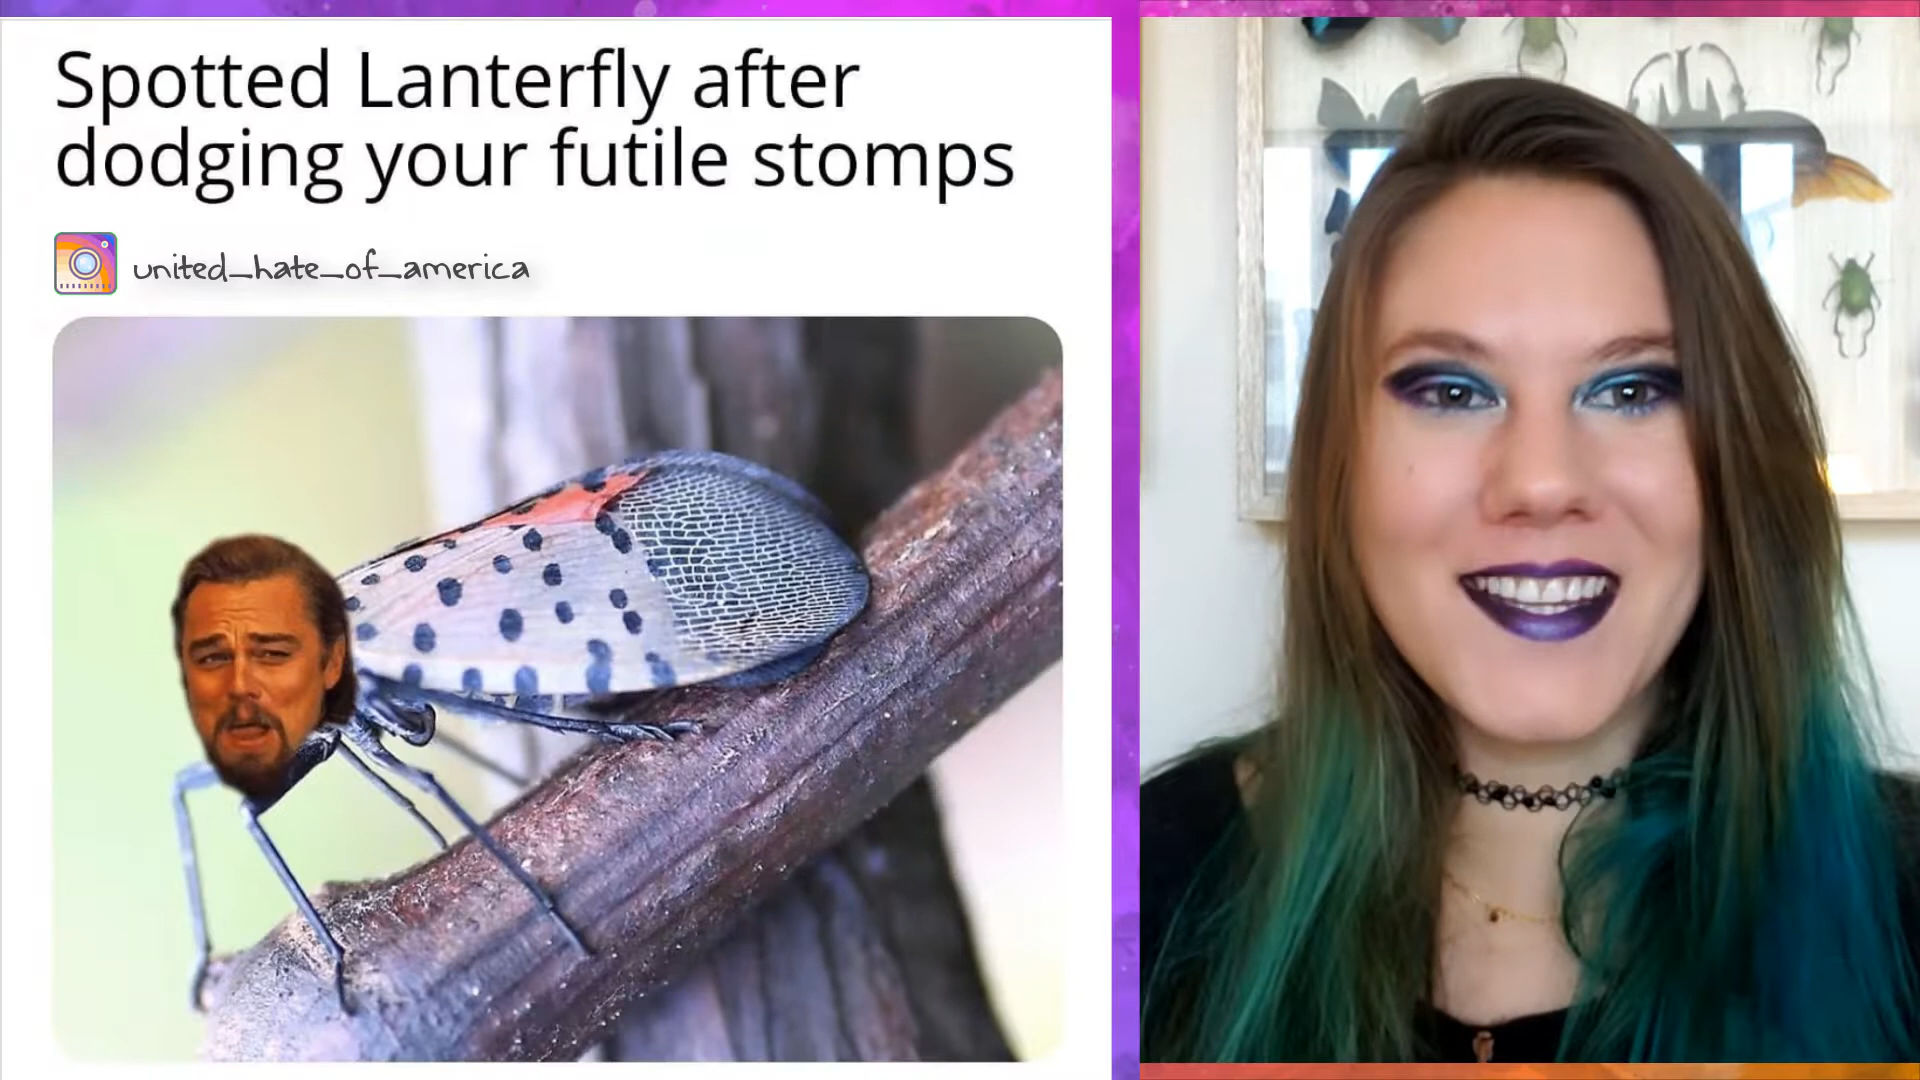 Spotted Lanterfly after
dodging your futile stomps
united_hate_of_america